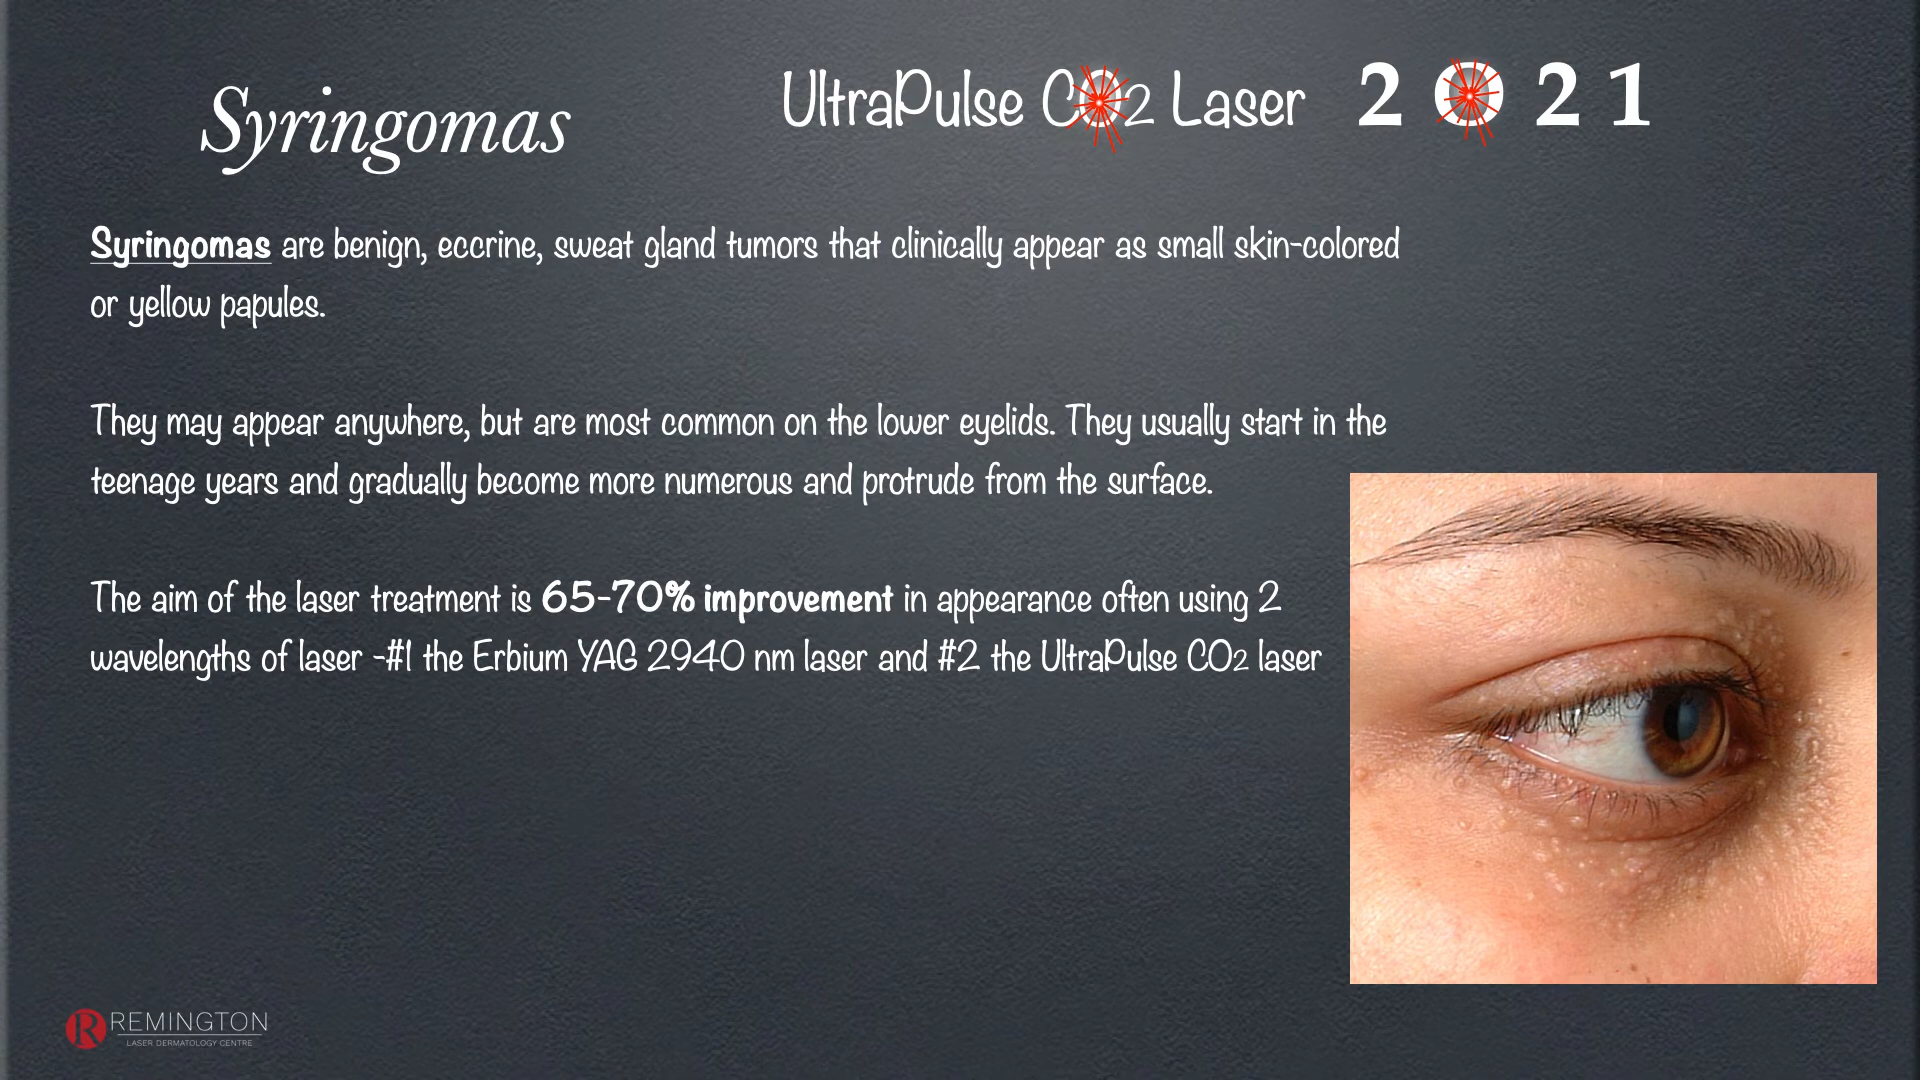 Syringomas
UltraPulse CO2 Laser 2021
Syringomas are benign, eccrine, sweat gland tumors that clinically appear as small skin-colored
or yellow papules.
They may appear anywhere, but are most common on the lower eyelids. They usually start in the
teenage years and gradually become more numerous and protrude from the surface.
The aim of the laser treatment is 65-70% improvement in appearance often using 2
wavelengths of laser -#1 the Erbium YAG 2940 nm laser and #2 the UltraPulse CO2 laser
R REMINGTON
LASER DERMATOLOGY CENTRE